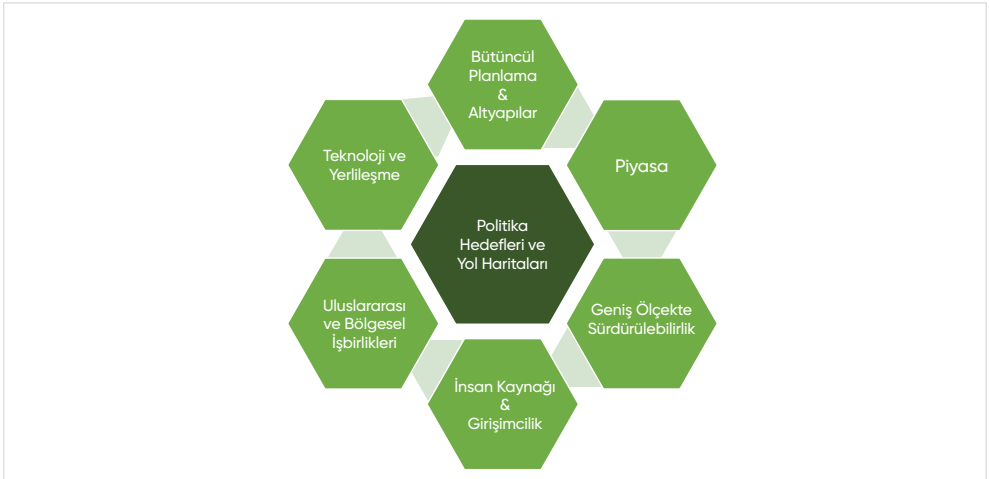 Bütüncül
Planlama
&
Altyapılar
Teknoloji ve
Yerlileşme
Piyasa
Politika
Hedefleri ve
Yol Haritaları
Uluslararası
ve Bölgesel
İşbirlikleri
Geniş Ölçekte
Sürdürülebilirlik
İnsan Kaynağı
&
Girişimcilik